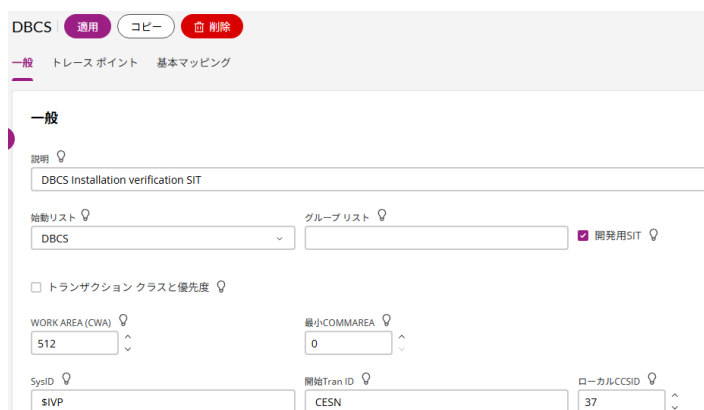 DBCS 適用 コピー 削除
一般 トレース ポイント 基本マッピング
一般
説明
DBCS Installation verification SIT
始動リスト グループ リスト
DBCS 開発用SIT
トランザクション クラスと優先度
WORK AREA (CWA) 最小COMMAREA
512 0
SysID 開始Tran ID ローカルCCSID
$IVP CESN 37